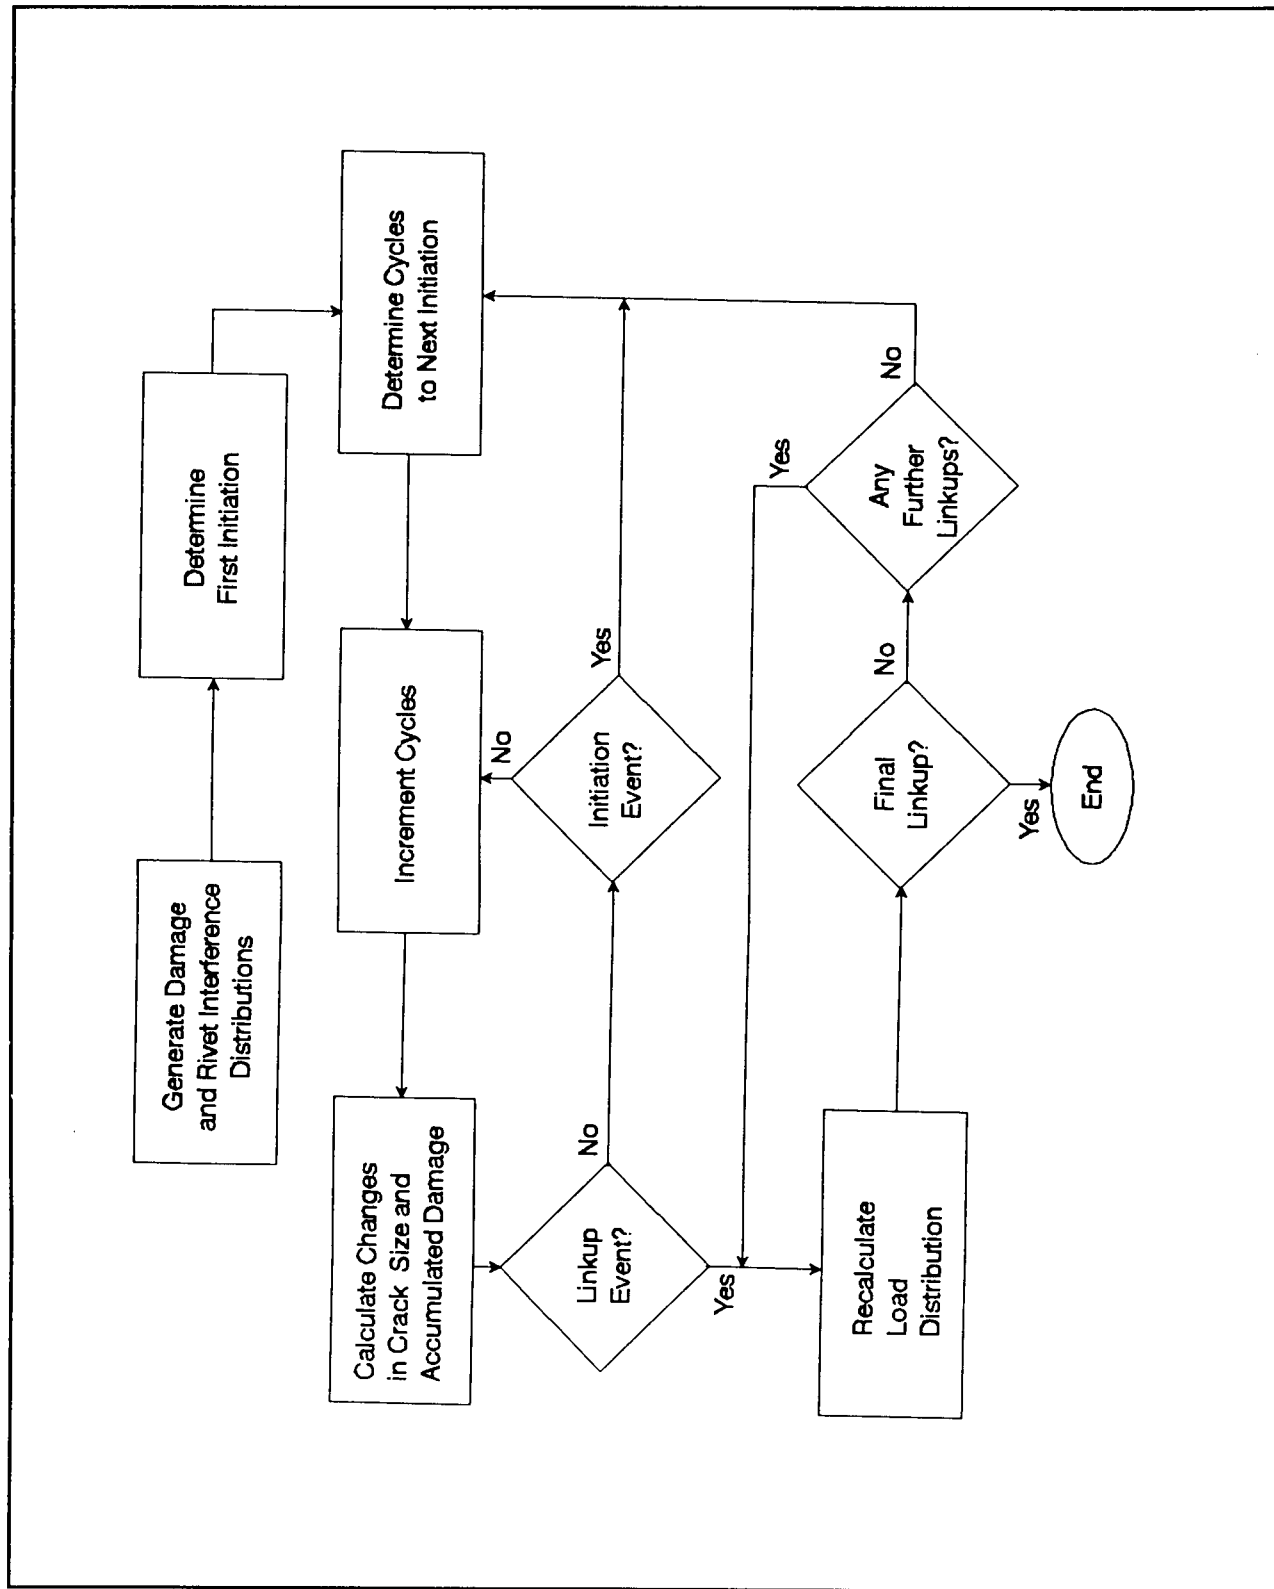 Generate Damage
and Rivet Interference
Distributions
Determine
First Initiation
Calculate Changes
in Crack Size and
Accumulated Damage
Increment Cycles
Determine Cycles
to Next Initiation
Linkup
Event?
No
Yes
Initiation
Event?
No
Yes
Recalculate
Load
Distribution
Final
Linkup?
No
Yes
Any
Further
Linkups?
Yes
No
End